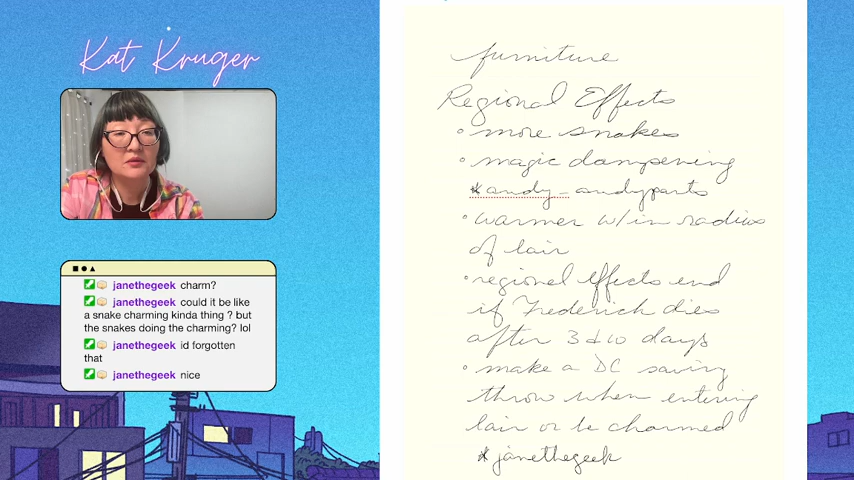 Kat Kruger
janethegeek charm?
janethegeek could it be like
a snake charming kinda thing ? but
the snakes doing the charming? lol
janethegeek id forgotten
that
janethegeek nice
furniture
Regional Effects
• more snakes
• magic dampening
*andy_andyparts
• warmer w/in radius
of lair
• regional effects end
if Frederick dies
after 3d10 days
• make a DC saving
throw when entering
lair or be charmed
* janethegeek